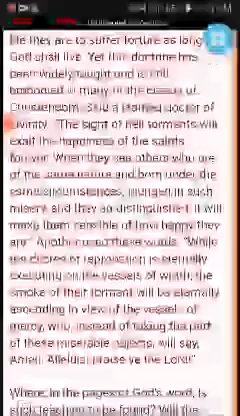 life they are to suffer torture as long as
God shall live. Yet this doctrine has
been widely taught and is still
embodied in many of the creeds of
Christendom. Said a learned doctor of
divinity: "The sight of hell torments will
exalt the happiness of the saints
forever. When they see others who are
of the same nature and born under the
same circumstances, plunged in such
misery, and they so distinguished, it will
make them sensible of how happy they
are." Another used these words: "While
the decree of reprobation is eternally
executing on the vessels of wrath, the
smoke of their torment will be eternally
ascending in view of the vessels of
mercy, who, instead of taking the part
of these miserable objects, will say,
Amen, Alleluia! praise ye the Lord!"
Where, in the pages of God's word, is
such teaching to be found? Will the